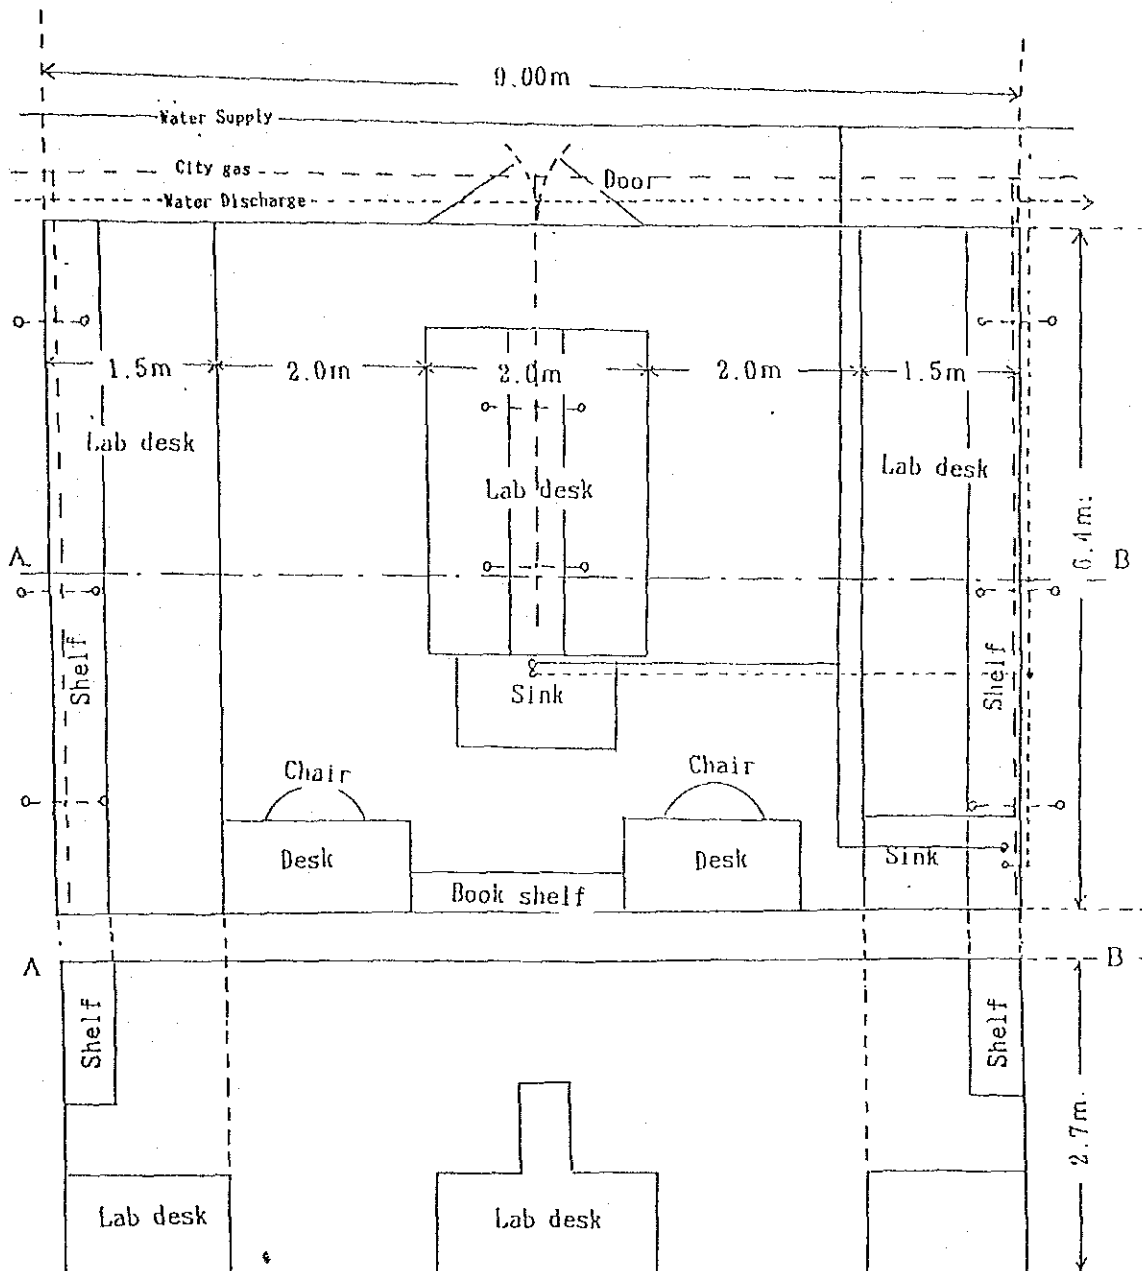 9.00m
Water Supply
City gas
Door
Water Discharge
1.5m 2.0m 2.0m 2.0m 1.5m
Lab desk
Lab desk
Lab desk
6.4m
A B
Shelf
Shelf
Sink
Chair
Chair
Desk
Desk
Sink
Book shelf
A B
Shelf
Shelf
2.7m
Lab desk
Lab desk